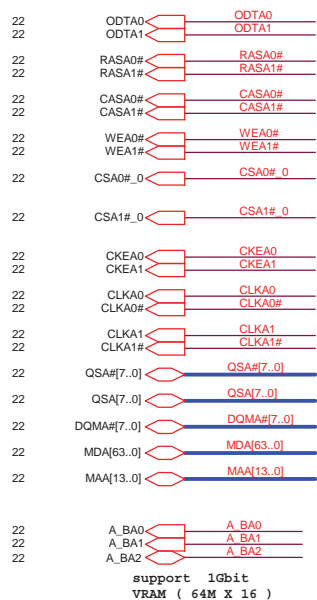 22 ODTA0 ODTA0
22 ODTA1 ODTA1
22 RASA0# RASA0#
22 RASA1# RASA1#
22 CASA0# CASA0#
22 CASA1# CASA1#
22 WEA0# WEA0#
22 WEA1# WEA1#
22 CSA0#_0 CSA0#_0
22 CSA1#_0 CSA1#_0
22 CKEA0 CKEA0
22 CKEA1 CKEA1
22 CLKA0 CLKA0
22 CLKA0# CLKA0#
22 CLKA1 CLKA1
22 CLKA1# CLKA1#
22 QSA#[7..0] QSA#[7..0]
22 QSA[7..0] QSA[7..0]
22 DQMA#[7..0] DQMA#[7..0]
22 MDA[63..0] MDA[63..0]
22 MAA[13..0] MAA[13..0]
22 A_BA0 A_BA0
22 A_BA1 A_BA1
22 A_BA2 A_BA2
support 1Gbit
VRAM ( 64M X 16 )